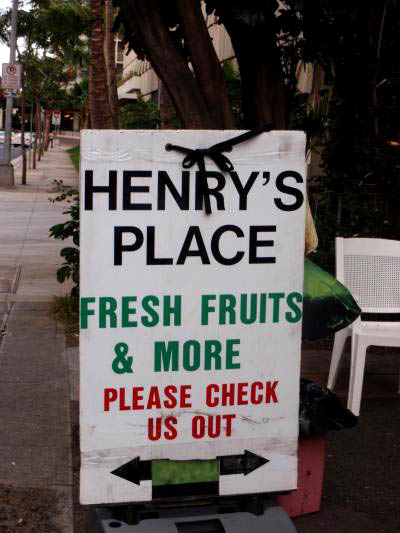 HENRY'S
PLACE
FRESH FRUITS
& MORE
PLEASE CHECK
US OUT